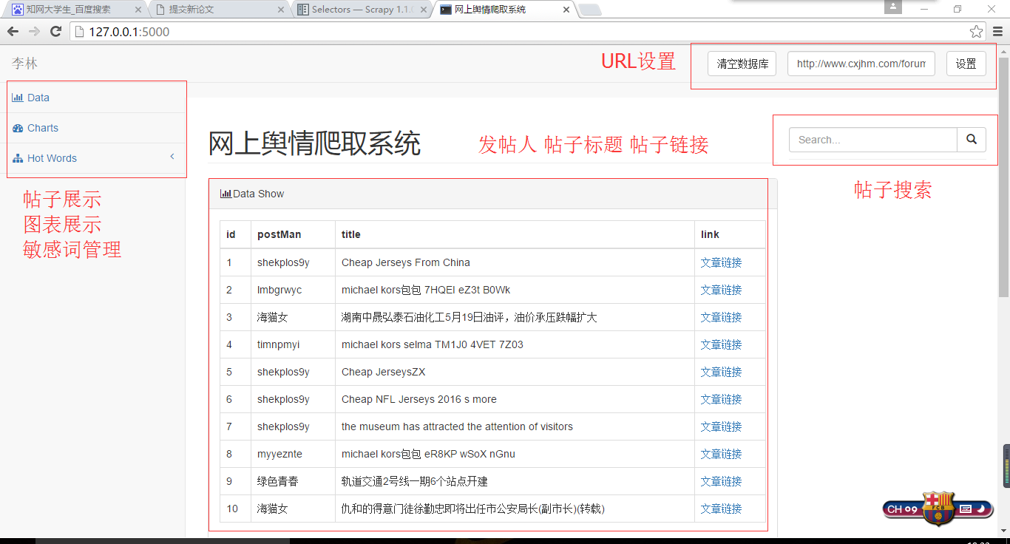 知网大学生_百度搜索
提交新论文
Selectors — Scrapy 1.1.
网上舆情爬取系统
127.0.0.1:5000
李林
URL设置
清空数据库
http://www.cxjhm.com/forum
设置
Data
Charts
Hot Words
帖子展示
图表展示
敏感词管理
网上舆情爬取系统
发帖人 帖子标题 帖子链接
Search...
帖子搜索
Data Show
id postMan title link
1 shekplos9y Cheap Jerseys From China 文章链接
2 lmbgrwyc michael kors包包 7HQEI eZ3t B0Wk 文章链接
3 海猫女 湖南中晟弘泰石油化工5月19日油评，油价承压跌幅扩大 文章链接
4 timnpmyi michael kors selma TM1J0 4VET 7Z03 文章链接
5 shekplos9y Cheap JerseysZX 文章链接
6 shekplos9y Cheap NFL Jerseys 2016 s more 文章链接
7 shekplos9y the museum has attracted the attention of visitors 文章链接
8 myyeznte michael kors包包 eR8KP wSoX nGnu 文章链接
9 绿色青春 轨道交通2号线一期6个站点开建 文章链接
10 海猫女 仇和的得意门徒徐勤忠即将出任市公安局长(副市长)(转载) 文章链接
CH 09